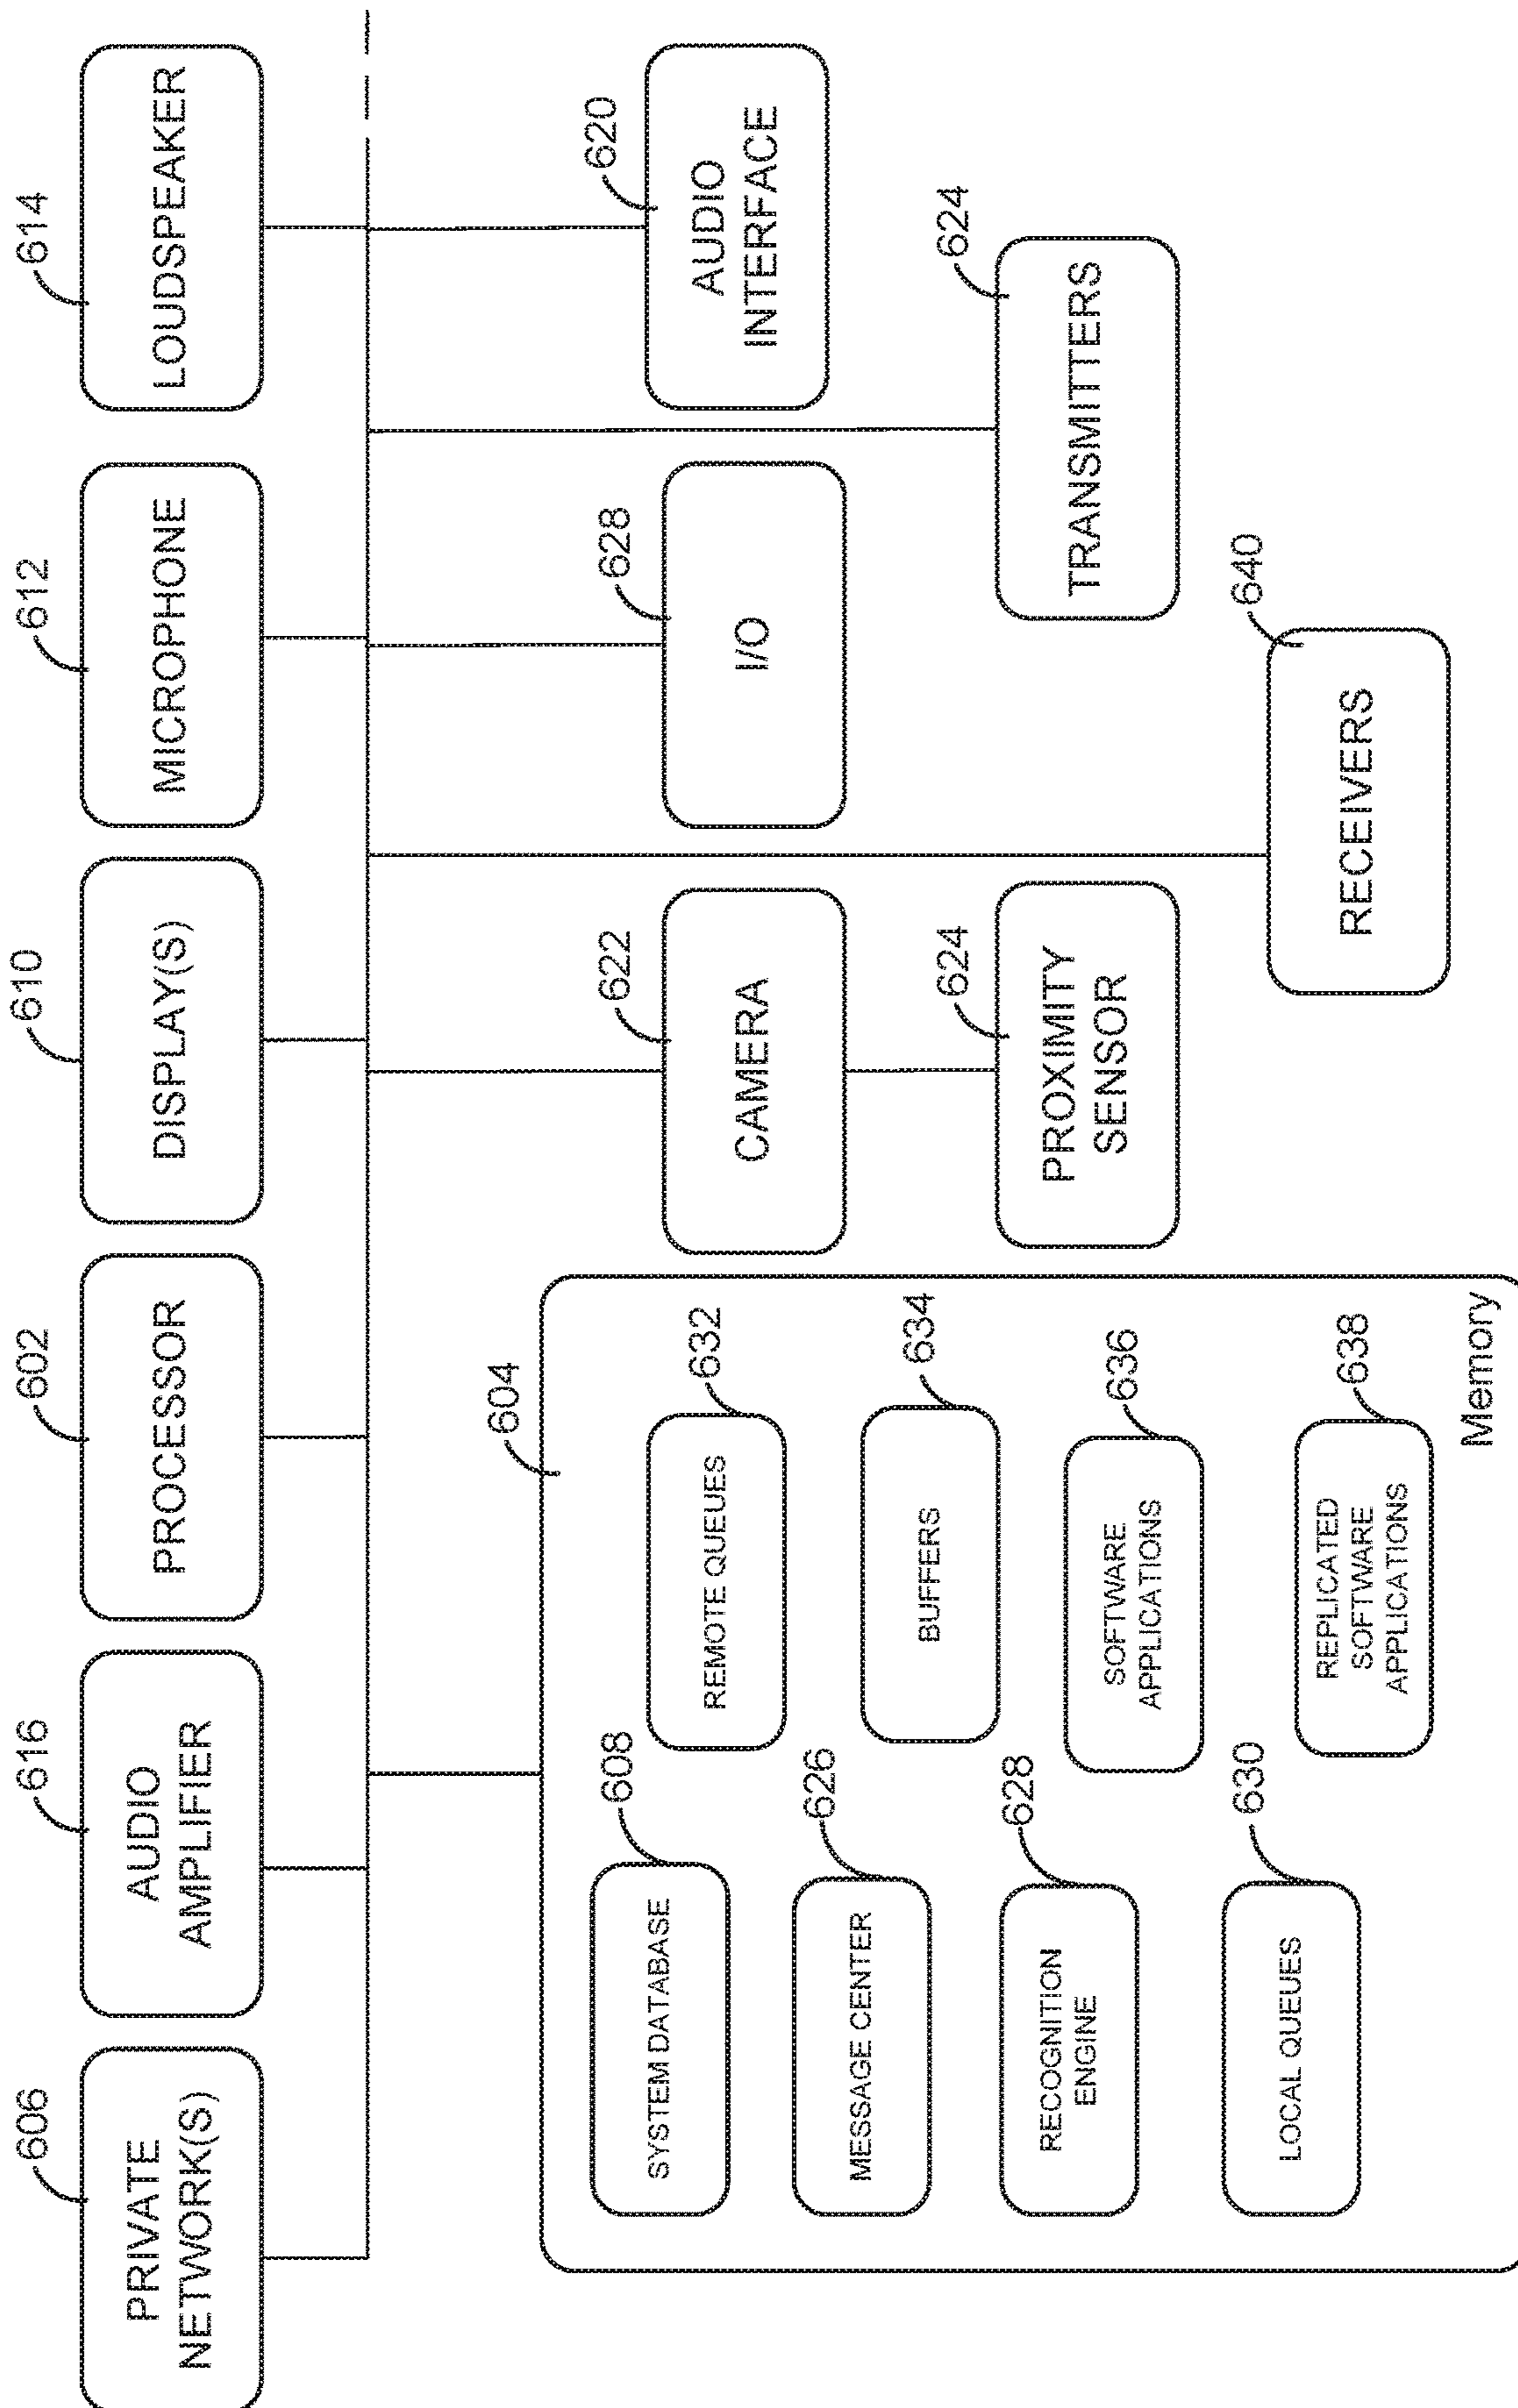 606
PRIVATE
NETWORK(S)
616
AUDIO
AMPLIFIER
602
PROCESSOR
610
DISPLAY(S)
612
MICROPHONE
614
LOUDSPEAKER
604
608
SYSTEM DATABASE
632
REMOTE QUEUES
626
MESSAGE CENTER
634
BUFFERS
628
RECOGNITION
ENGINE
636
SOFTWARE
APPLICATIONS
630
LOCAL QUEUES
638
REPLICATED
SOFTWARE
APPLICATIONS
Memory
622
CAMERA
628
I/O
620
AUDIO
INTERFACE
624
PROXIMITY
SENSOR
624
TRANSMITTERS
640
RECEIVERS